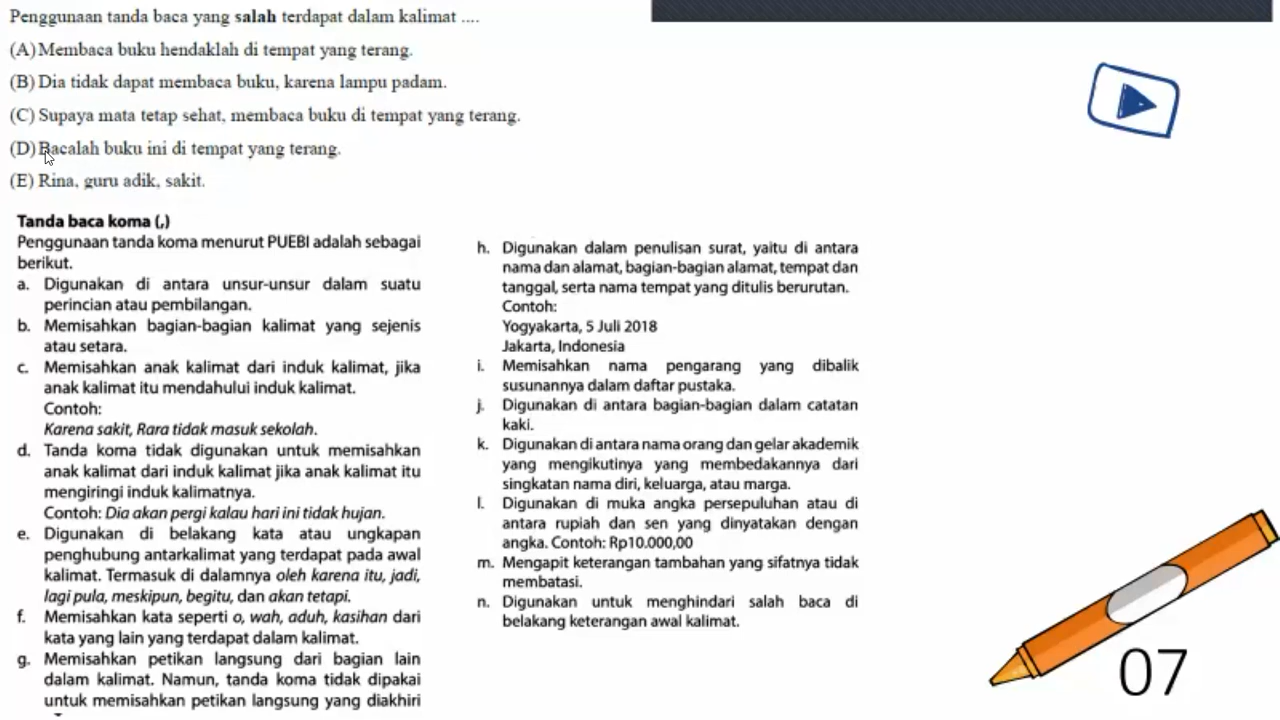 Penggunaan tanda baca yang salah terdapat dalam kalimat ....
(A) Membaca buku hendaklah di tempat yang terang.
(B) Dia tidak dapat membaca buku, karena lampu padam.
(C) Supaya mata tetap sehat, membaca buku di tempat yang terang.
(D) Bacalah buku ini di tempat yang terang.
(E) Rina, guru adik, sakit.
Tanda baca koma (,)
Penggunaan tanda koma menurut PUEBI adalah sebagai
berikut.
a. Digunakan di antara unsur-unsur dalam suatu
perincian atau pembilangan.
b. Memisahkan bagian-bagian kalimat yang sejenis
atau setara.
c. Memisahkan anak kalimat dari induk kalimat, jika
anak kalimat itu mendahului induk kalimat.
Contoh:
Karena sakit, Rara tidak masuk sekolah.
d. Tanda koma tidak digunakan untuk memisahkan
anak kalimat dari induk kalimat jika anak kalimat itu
mengiringi induk kalimatnya.
Contoh: Dia akan pergi kalau hari ini tidak hujan.
e. Digunakan di belakang kata atau ungkapan
penghubung antarkalimat yang terdapat pada awal
kalimat. Termasuk di dalamnya oleh karena itu, jadi,
lagi pula, meskipun, begitu, dan akan tetapi.
f. Memisahkan kata seperti o, wah, aduh, kasihan dari
kata yang lain yang terdapat dalam kalimat.
g. Memisahkan petikan langsung dari bagian lain
dalam kalimat. Namun, tanda koma tidak dipakai
untuk memisahkan petikan langsung yang diakhiri
h. Digunakan dalam penulisan surat, yaitu di antara
nama dan alamat, bagian-bagian alamat, tempat dan
tanggal, serta nama tempat yang ditulis berurutan.
Contoh:
Yogyakarta, 5 Juli 2018
Jakarta, Indonesia
i. Memisahkan nama pengarang yang dibalik
susunannya dalam daftar pustaka.
j. Digunakan di antara bagian-bagian dalam catatan
kaki.
k. Digunakan di antara nama orang dan gelar akademik
yang mengikutinya yang membedakannya dari
singkatan nama diri, keluarga, atau marga.
l. Digunakan di muka angka persepuluhan atau di
antara rupiah dan sen yang dinyatakan dengan
angka. Contoh: Rp10.000,00
m. Mengapit keterangan tambahan yang sifatnya tidak
membatasi.
n. Digunakan untuk menghindari salah baca di
belakang keterangan awal kalimat.
07